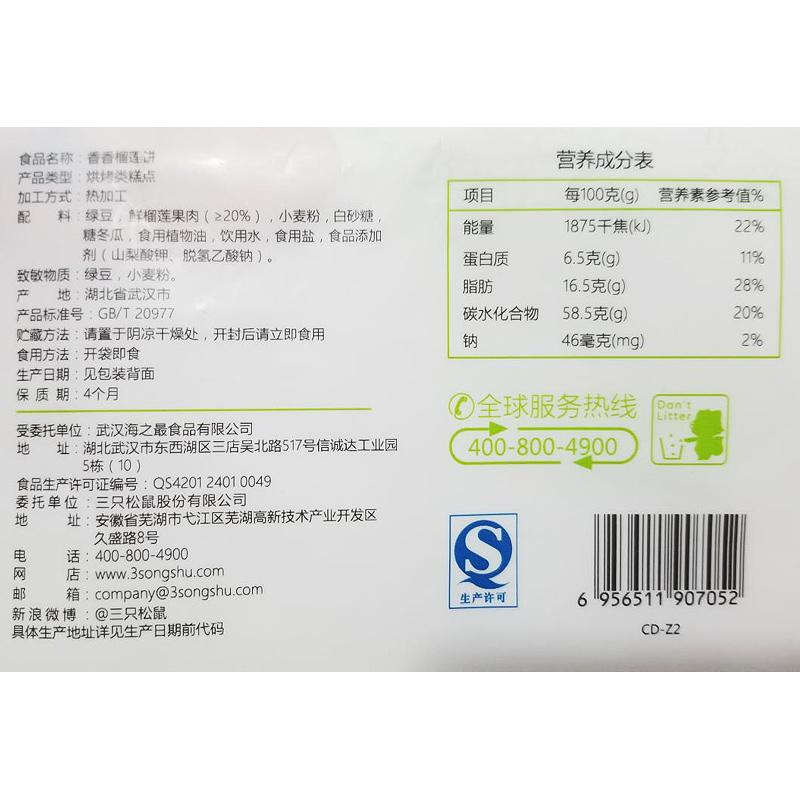 食品名称：香香榴莲饼
产品类型：烘烤类糕点
加工方式：热加工
配 料：绿豆，鲜榴莲果肉（≥20%），小麦粉，白砂糖，
糖冬瓜，食用植物油，饮用水，食用盐，食品添加
剂（山梨酸钾、脱氢乙酸钠）。
致敏物质：绿豆，小麦粉。
产 地：湖北省武汉市
产品标准号：GB/T 20977
贮藏方法：请置于阴凉干燥处，开封后请立即食用
食用方法：开袋即食
生产日期：见包装背面
保 质 期：4个月
受委托单位：武汉海之最食品有限公司
地 址：湖北武汉市东西湖区三店吴北路517号信诚达工业园
5栋（10）
食品生产许可证编号：QS4201 2401 0049
委托单位：三只松鼠股份有限公司
地 址：安徽省芜湖市弋江区芜湖高新技术产业开发区
久盛路8号
电 话：400-800-4900
网 店：www.3songshu.com
邮 箱：company@3songshu.com
新浪微博：@三只松鼠
具体生产地址详见生产日期前代码
营养成分表
项目 每100克(g) 营养素参考值%
能量 1875千焦(kJ) 22%
蛋白质 6.5克(g) 11%
脂肪 16.5克(g) 28%
碳水化合物 58.5克(g) 20%
钠 46毫克(mg) 2%
全球服务热线
400-800-4900
Don't
Litter
S
生产许可
6 956511 907052
CD-Z2